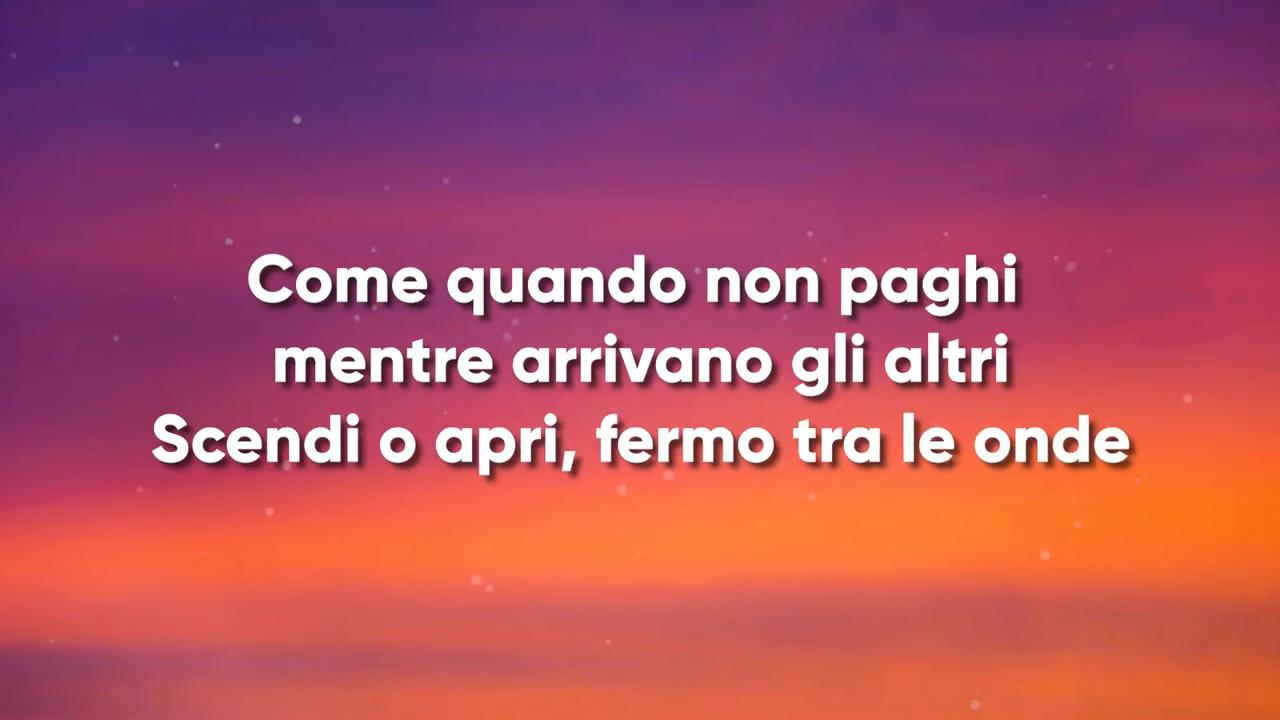 Come quando non paghi
mentre arrivano gli altri
Scendi o apri, fermo tra le onde